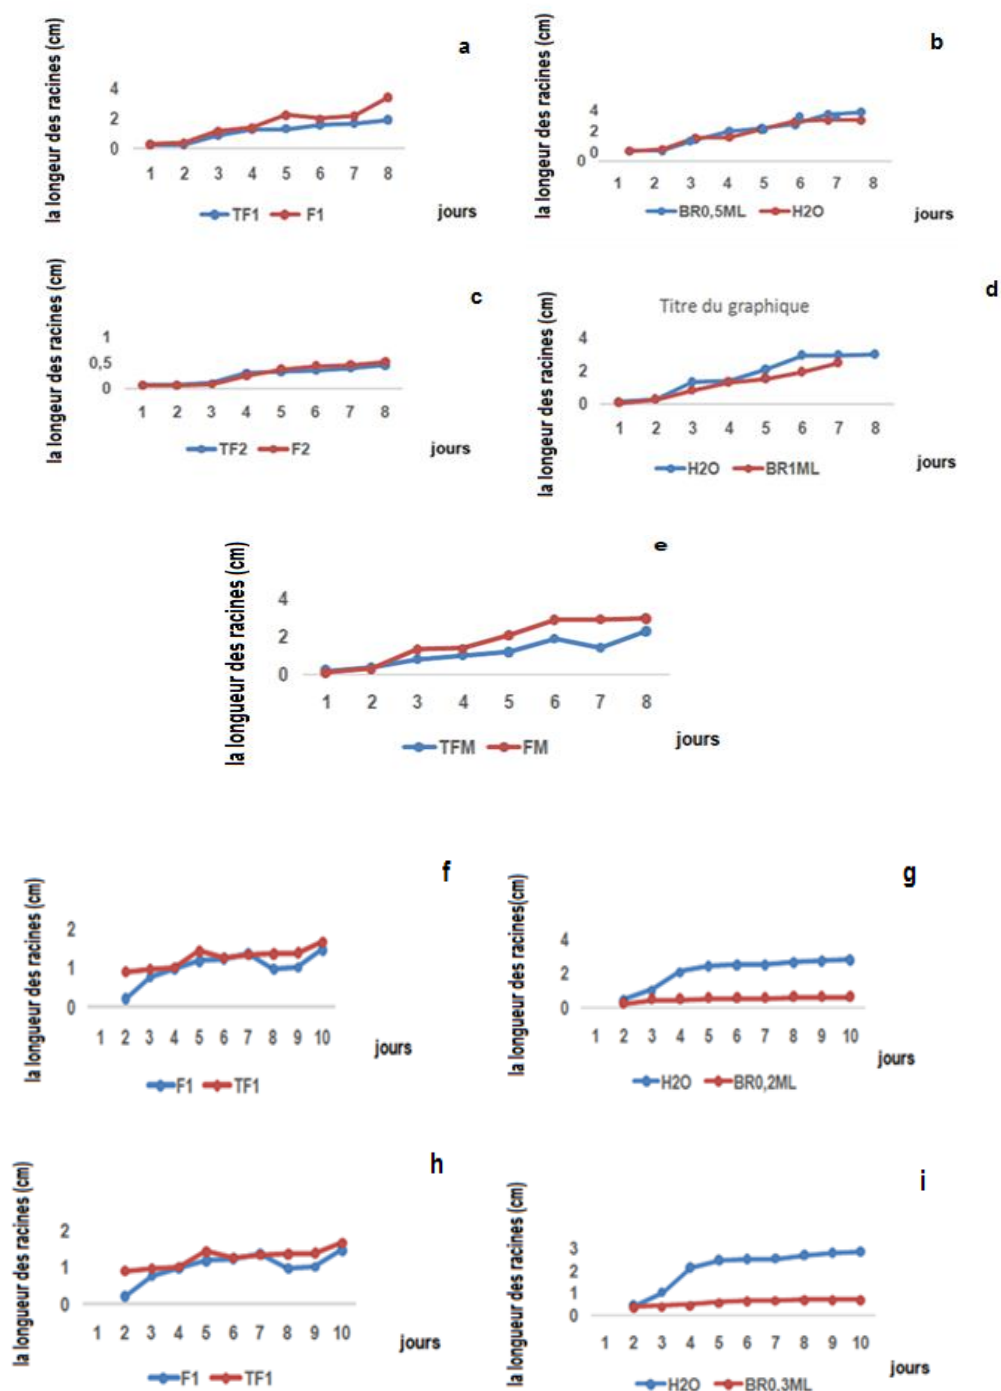 a
la longeur des racines (cm)
4
2
0
1 2 3 4 5 6 7 8
TF1 F1
jours
b
la longeur des racines (cm)
4
2
0
0
1 2 3 4 5 6 7 8
BR0,5ML H2O
jours
c
la longeur des racines (cm)
1
0,5
0
1 2 3 4 5 6 7 8
TF2 F2
jours
d
Titre du graphique
la longeur des racines (cm)
4
2
0
1 2 3 4 5 6 7 8
H2O BR1ML
jours
e
la longueur des racines (cm)
4
2
0
1 2 3 4 5 6 7 8
TFM FM
jours
f
la longueur des racines (cm)
2
1
0
1 2 3 4 5 6 7 8 9 10
F1 TF1
jours
g
la longueur des racines(cm)
4
2
0
1 2 3 4 5 6 7 8 9 10
H2O BR0,2ML
jours
h
la longueur des racines (cm)
2
1
0
1 2 3 4 5 6 7 8 9 10
F1 TF1
jours
i
la longueur des racines (cm)
3
2
1
0
1 2 3 4 5 6 7 8 9 10
H2O BR0,3ML
jours